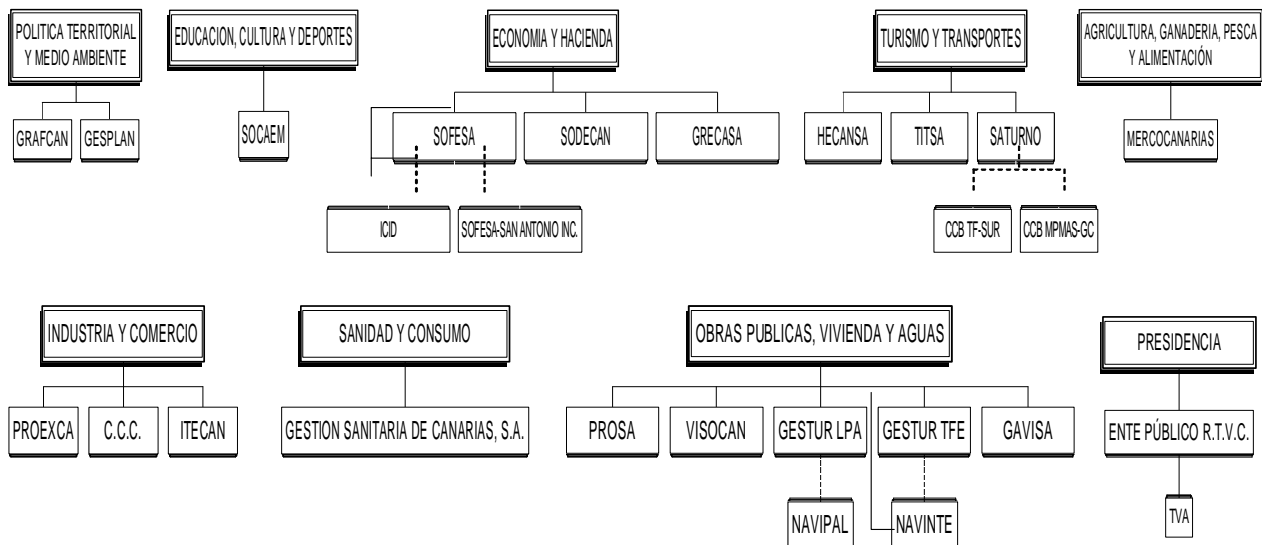 POLITICA TERRITORIAL
Y MEDIO AMBIENTE
EDUCACION, CULTURA Y DEPORTES
ECONOMIA Y HACIENDA
TURISMO Y TRANSPORTES
AGRICULTURA, GANADERIA, PESCA
Y ALIMENTACIÓN
GRAFCAN
GESPLAN
SOCAEM
SOFESA
SODECAN
GRECASA
HECANSA
TITSA
SATURNO
MERCOCANARIAS
ICID
SOFESA-SAN ANTONIO INC.
CCB TF-SUR
CCB MPMAS-GC
INDUSTRIA Y COMERCIO
SANIDAD Y CONSUMO
OBRAS PUBLICAS, VIVIENDA Y AGUAS
PRESIDENCIA
PROEXCA
C.C.C.
ITECAN
GESTION SANITARIA DE CANARIAS, S.A.
PROSA
VISOCAN
GESTUR LPA
GESTUR TFE
GAVISA
ENTE PÚBLICO R.T.V.C.
NAVIPAL
NAVINTE
TVA